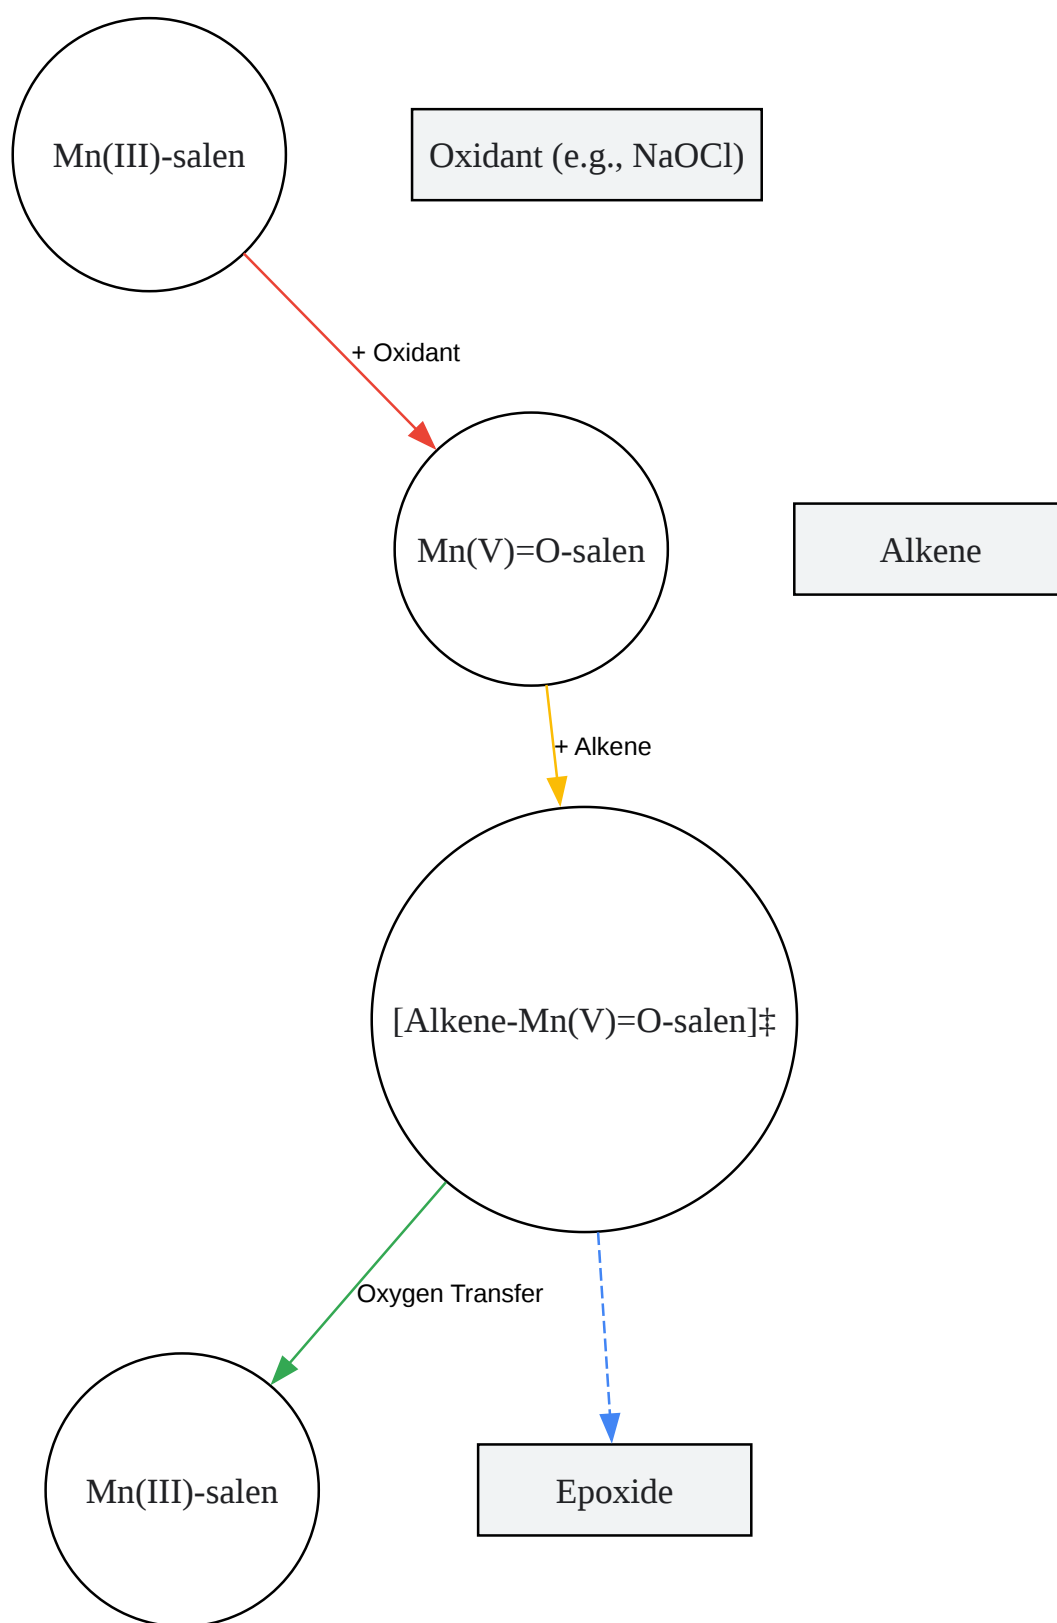 Mn(III)-salen
Oxidant (e.g., NaOCl)
+ Oxidant
Mn(V)=O-salen
Alkene
+ Alkene
[Alkene-Mn(V)=O-salen]‡
Oxygen Transfer
Mn(III)-salen
Epoxide